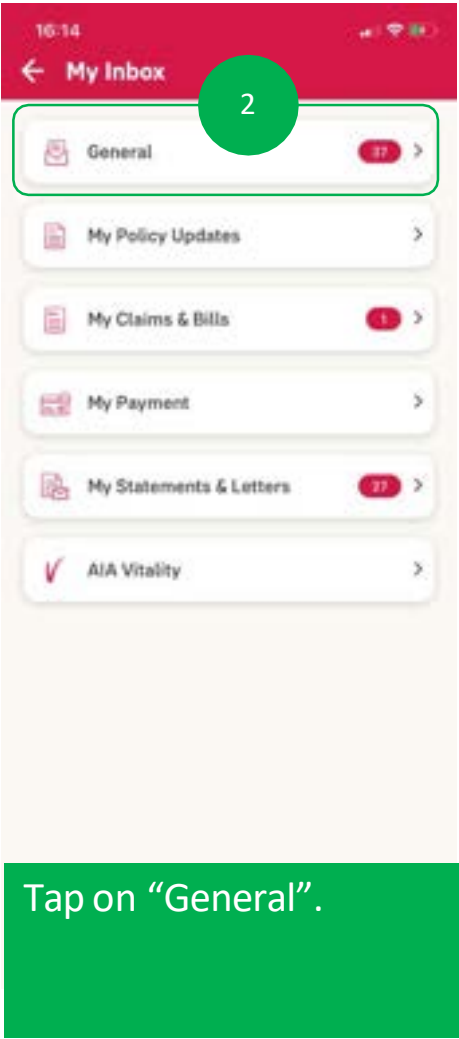 16:14
My Inbox
2
General
37
My Policy Updates
My Claims & Bills
1
My Payment
My Statements & Letters
AIA Vitality
Tap on “General”.